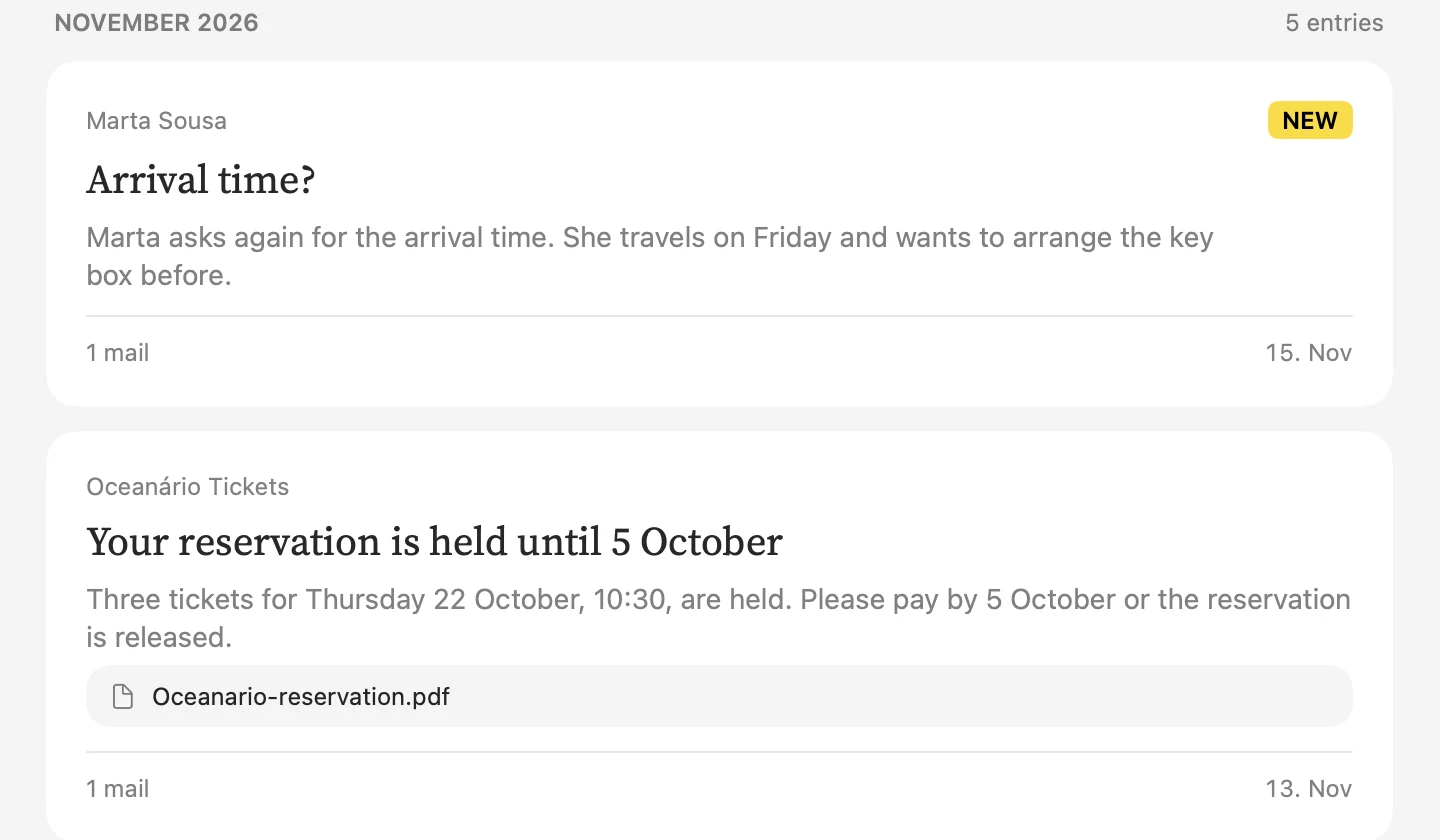 NOVEMBER 2026
5 entries
Marta Sousa
NEW
Arrival time?
Marta asks again for the arrival time. She travels on Friday and wants to arrange the key
box before.
1 mail
15. Nov
Oceanário Tickets
Your reservation is held until 5 October
Three tickets for Thursday 22 October, 10:30, are held. Please pay by 5 October or the reservation
is released.
Oceanario-reservation.pdf
1 mail
13. Nov